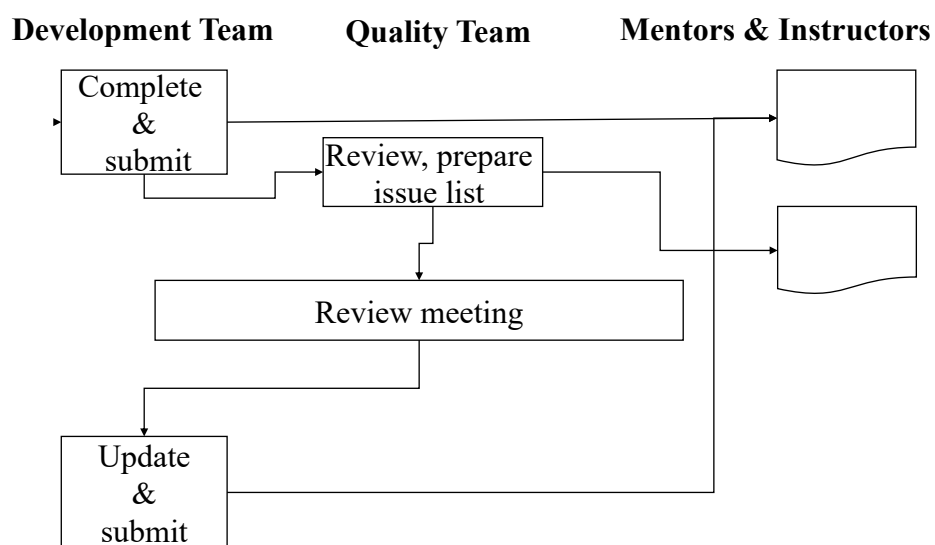 Development Team
Quality Team
Mentors & Instructors
Complete
&
submit
Review, prepare
issue list
Review meeting
Update
&
submit